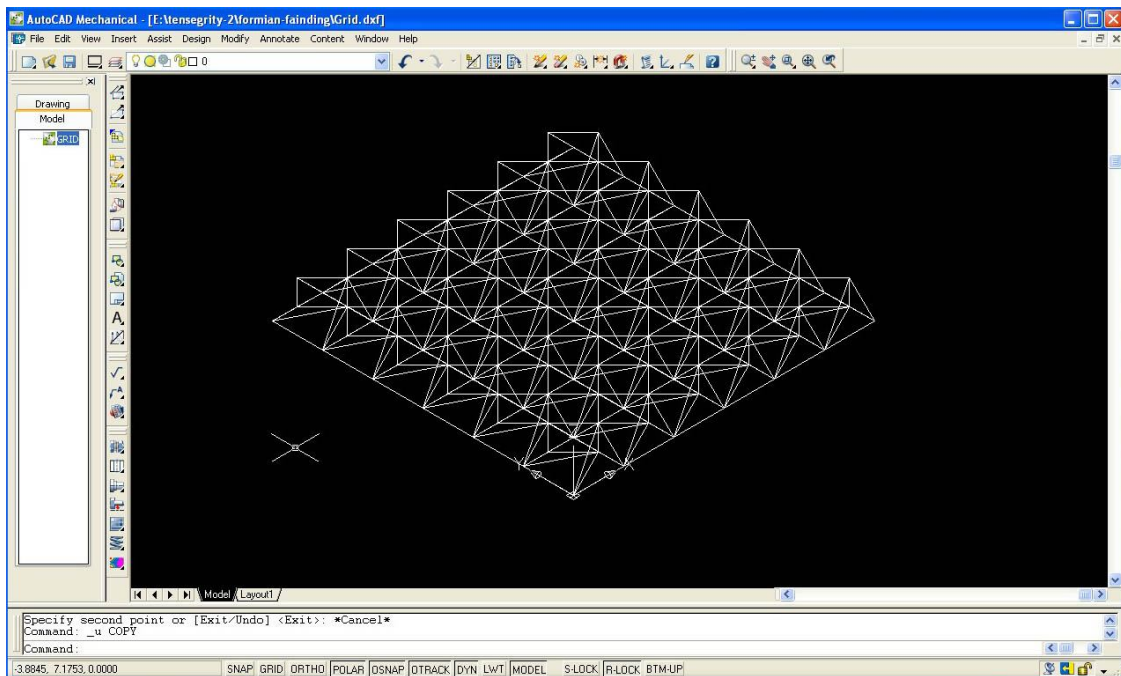 AutoCAD Mechanical - [E:\tensegrity-2\formian-fainding\Grid.dxf]
File Edit View Insert Assist Design Modify Annotate Content Window Help
0
Drawing
Model
GRID
Y X
Model Layout1
Specify second point or [Exit/Undo] <Exit>: *Cancel*
Command: _u COPY
Command:
-3.8845, 7.1753, 0.0000 SNAP GRID ORTHO POLAR OSNAP OTRACK DYN LWT MODEL S-LOCK R-LOCK BTM-UP